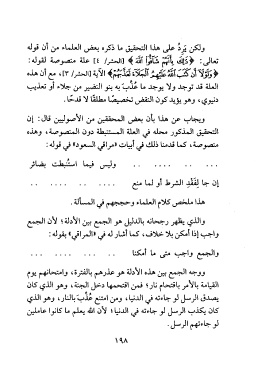 ولكن يَرِدُ على هذا التحقيق ما ذكره بعض العلماء من أن قوله
تعالى: ﴿ذَٰلِكَ بِأَنَّهُمْ شَاقُّوا اللَّهَ﴾ [الحشر/ ٤] علة منصوصة لقوله:
﴿وَلَوْلَا أَن كَتَبَ اللَّهُ عَلَيْهِمُ الْجَلَاءَ لَعَذَّبَهُمْ﴾ الآية [الحشر/ ٣]، مع أن هذه
العلة قد توجد ولا يوجد ما عُذِّبَ به بنو النضير من جلاء أو تعذيب
دنيوي، وهو يؤيد كون النقض تخصيصًا مطلقًا لا قدحًا.
ويجاب عن هذا بأن بعض المحققين من الأصوليين قال: إن
التحقيق المذكور محله في العلة المستنبطة دون المنصوصة، وهذه
منصوصة، كما قدمنا ذلك في أبيات «مراقي السعود» في قوله:
... .. ... ... .. ... وليس فيما استُنبطت بضائر
إن جا لِفَقْدِ الشرط أو لما منع .... .. .... .... .. ....
هذا ملخص كلام العلماء وحججهم في المسألة.
والذي يظهر رجحانه بالدليل هو الجمع بين الأدلة؛ لأن الجمع
واجب إذا أمكن بلا خلاف، كما أشار له في «المراقي» بقوله:
والجمع واجب متى ما أمكنا ... .. .... .... .. ...
ووجه الجمع بين هذه الأدلة هو عذرهم بالفترة، وامتحانهم يوم
القيامة بالأمر باقتحام نار؛ فمن اقتحمها دخل الجنة، وهو الذي كان
يصدق الرسل لو جاءته في الدنيا، ومن امتنع عُذِّبَ بالنار، وهو الذي
كان يكذب الرسل لو جاءته في الدنيا؛ لأن الله يعلم ما كانوا عاملين
لو جاءتهم الرسل.
١٩٨